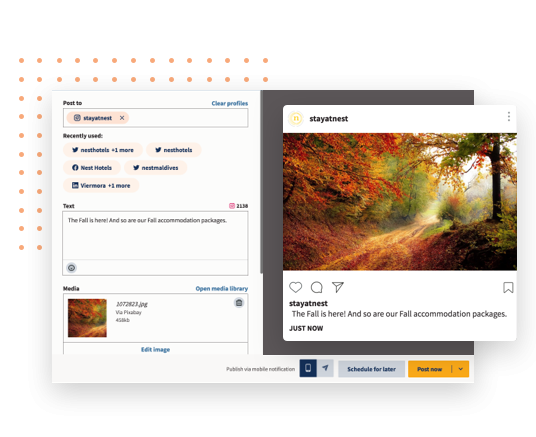 Post to
Clear profiles
stayatnest
Recently used:
nesthotels +1 more
nesthotels
Nest Hotels
nestmaldives
Viermora +1 more
Text
2138
The Fall is here! And so are our Fall accommodation packages.
Media
Open media library
1072823.jpg
Via Pixabay
458kb
Edit image
stayatnest
stayatnest
The Fall is here! And so are our Fall accommodation packages.
JUST NOW
Publish via mobile notification
Schedule for later
Post now